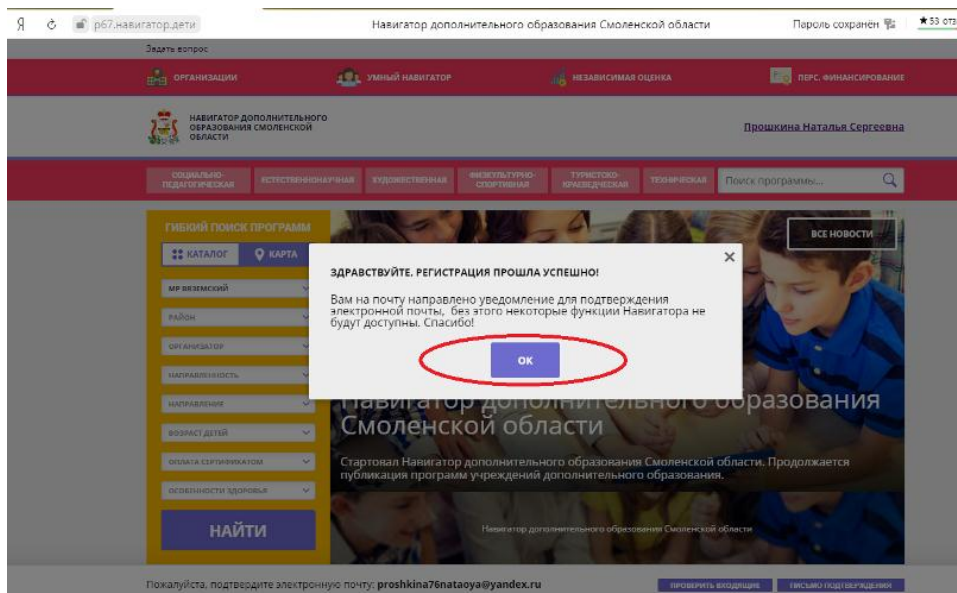 Я р67.навигатор.дети Навигатор дополнительного образования Смоленской области Пароль сохранён ★ 53 отз
Задать вопрос
ОРГАНИЗАЦИИ УМНЫЙ НАВИГАТОР НЕЗАВИСИМАЯ ОЦЕНКА ПЕРС. ФИНАНСИРОВАНИЕ
НАВИГАТОР ДОПОЛНИТЕЛЬНОГО
ОБРАЗОВАНИЯ СМОЛЕНСКОЙ
ОБЛАСТИ
Прошкина Наталья Сергеевна
СОЦИАЛЬНО-
ПЕДАГОГИЧЕСКАЯ
ЕСТЕСТВЕННОНАУЧНАЯ
ХУДОЖЕСТВЕННАЯ
ФИЗКУЛЬТУРНО-
СПОРТИВНАЯ
ТУРИСТСКО-
КРАЕВЕДЧЕСКАЯ
ТЕХНИЧЕСКАЯ
Поиск программы...
ГИБКИЙ ПОИСК ПРОГРАММ
КАТАЛОГ КАРТА
МР ВЯЗЕМСКИЙ
РАЙОН
ОРГАНИЗАТОР
НАПРАВЛЕННОСТЬ
НАПРАВЛЕНИЕ
ВОЗРАСТ ДЕТЕЙ
ОПЛАТА СЕРТИФИКАТОМ
ОСОБЕННОСТИ ЗДОРОВЬЯ
НАЙТИ
ВСЕ НОВОСТИ
ЗДРАВСТВУЙТЕ, РЕГИСТРАЦИЯ ПРОШЛА УСПЕШНО!
Вам на почту направлено уведомление для подтверждения
электронной почты, без этого некоторые функции Навигатора не
будут доступны. Спасибо!
ОК
Навигатор дополнительного образования
Смоленской области
Стартовал Навигатор дополнительного образования Смоленской области. Продолжается
публикация программ учреждений дополнительного образования.
Навигатор дополнительного образования Смоленской области
Пожалуйста, подтвердите электронную почту: proshkina76nataoya@yandex.ru ПРОВЕРИТЬ ВХОДЯЩИЕ ПИСЬМО ПОДТВЕРЖДЕНИЯ